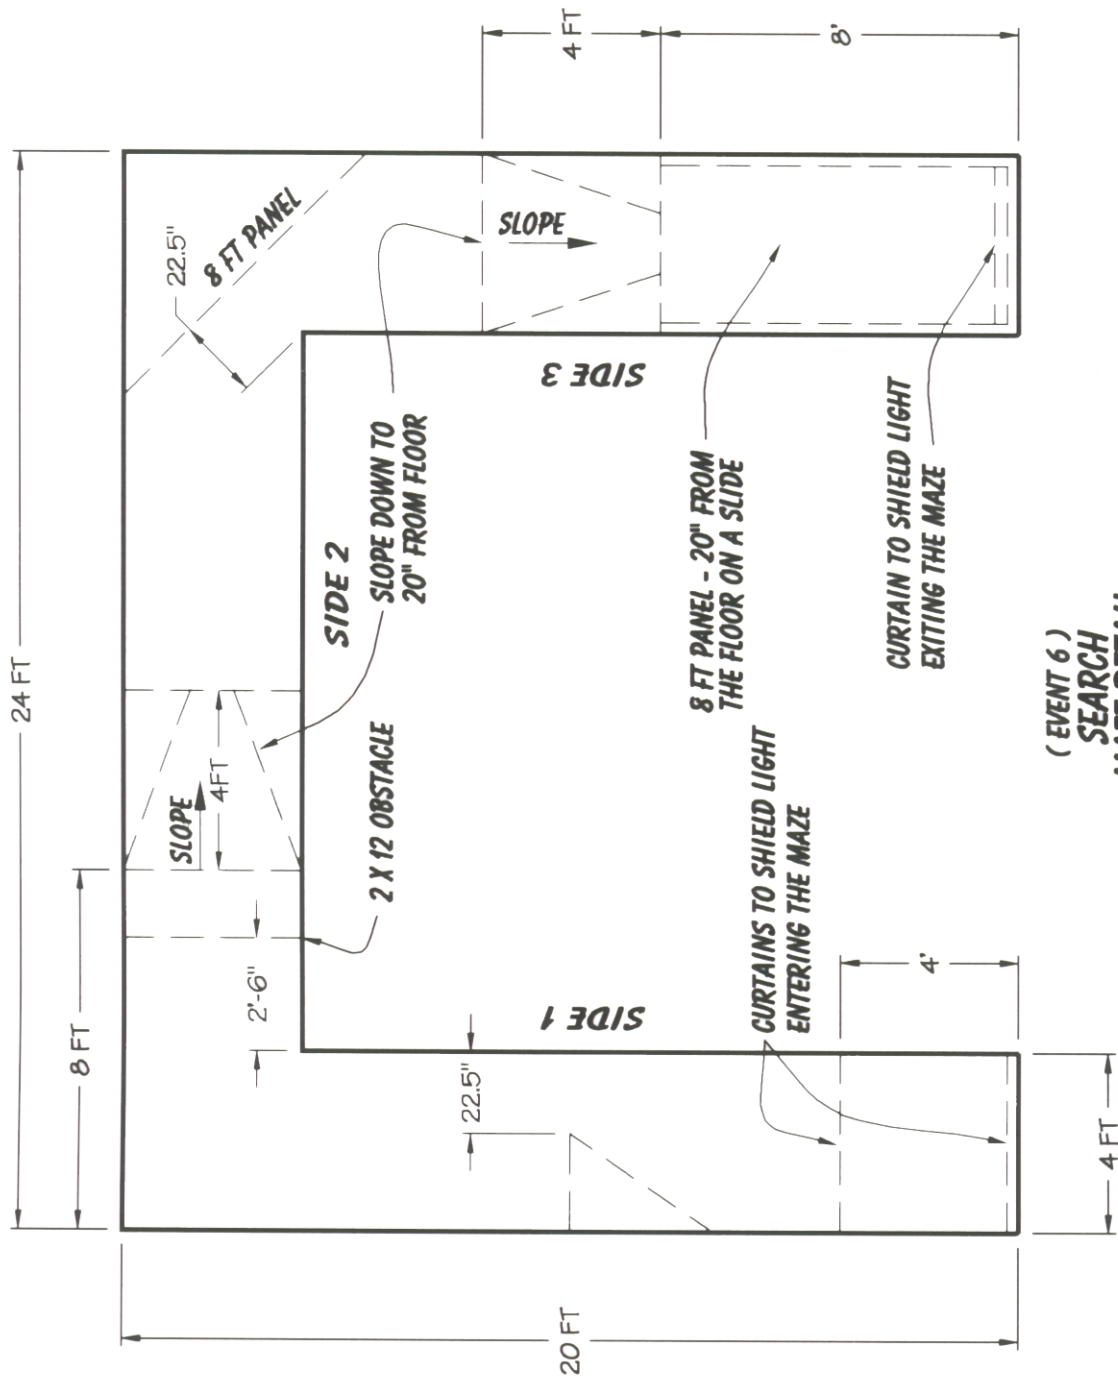 24 FT
8 FT
SLOPE
4FT
2'-6"
22.5"
8 FT PANEL
22.5"
SIDE 2
SLOPE DOWN TO
20" FROM FLOOR
2 X 12 OBSTACLE
SLOPE
4 FT
8'
SIDE 1
SIDE 3
8 FT PANEL - 20" FROM
THE FLOOR ON A SLIDE
CURTAINS TO SHIELD LIGHT
ENTERING THE MAZE
CURTAIN TO SHIELD LIGHT
EXITING THE MAZE
4'
4 FT
20 FT
( EVENT 6 )
SEARCH